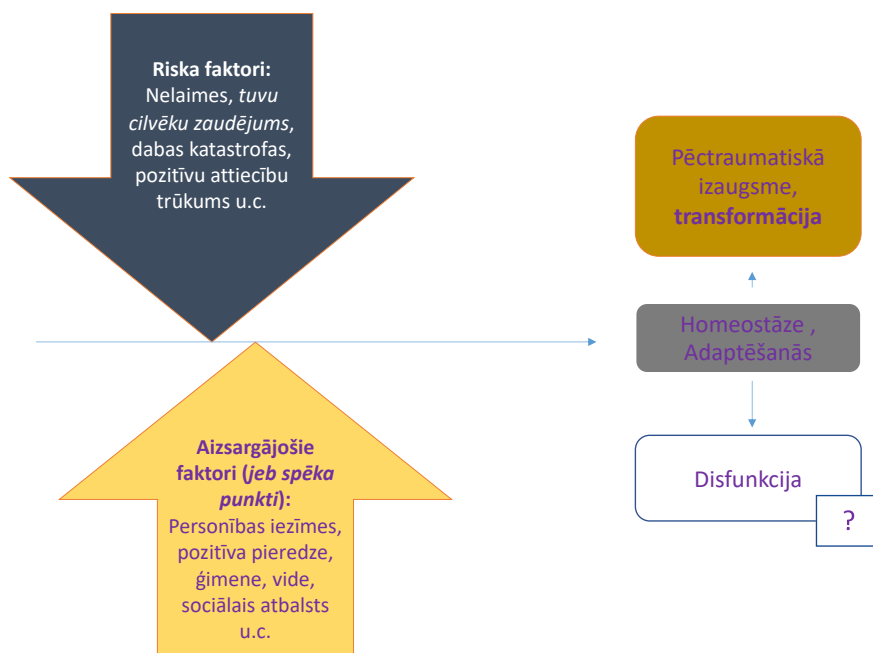 Riska faktori:
Nelaimes, tuvu
cilvēku zaudējums,
dabas katastrofas,
pozitīvu attiecību
trūkums u.c.
Pēctraumatiskā
izaugsme,
transformācija
Homeostāze ,
Adaptēšanās
Aizsargājošie
faktori (jeb spēka
punkti):
Personības iezīmes,
pozitīva pieredze,
ģimene, vide,
sociālais atbalsts
u.c.
Disfunkcija
?